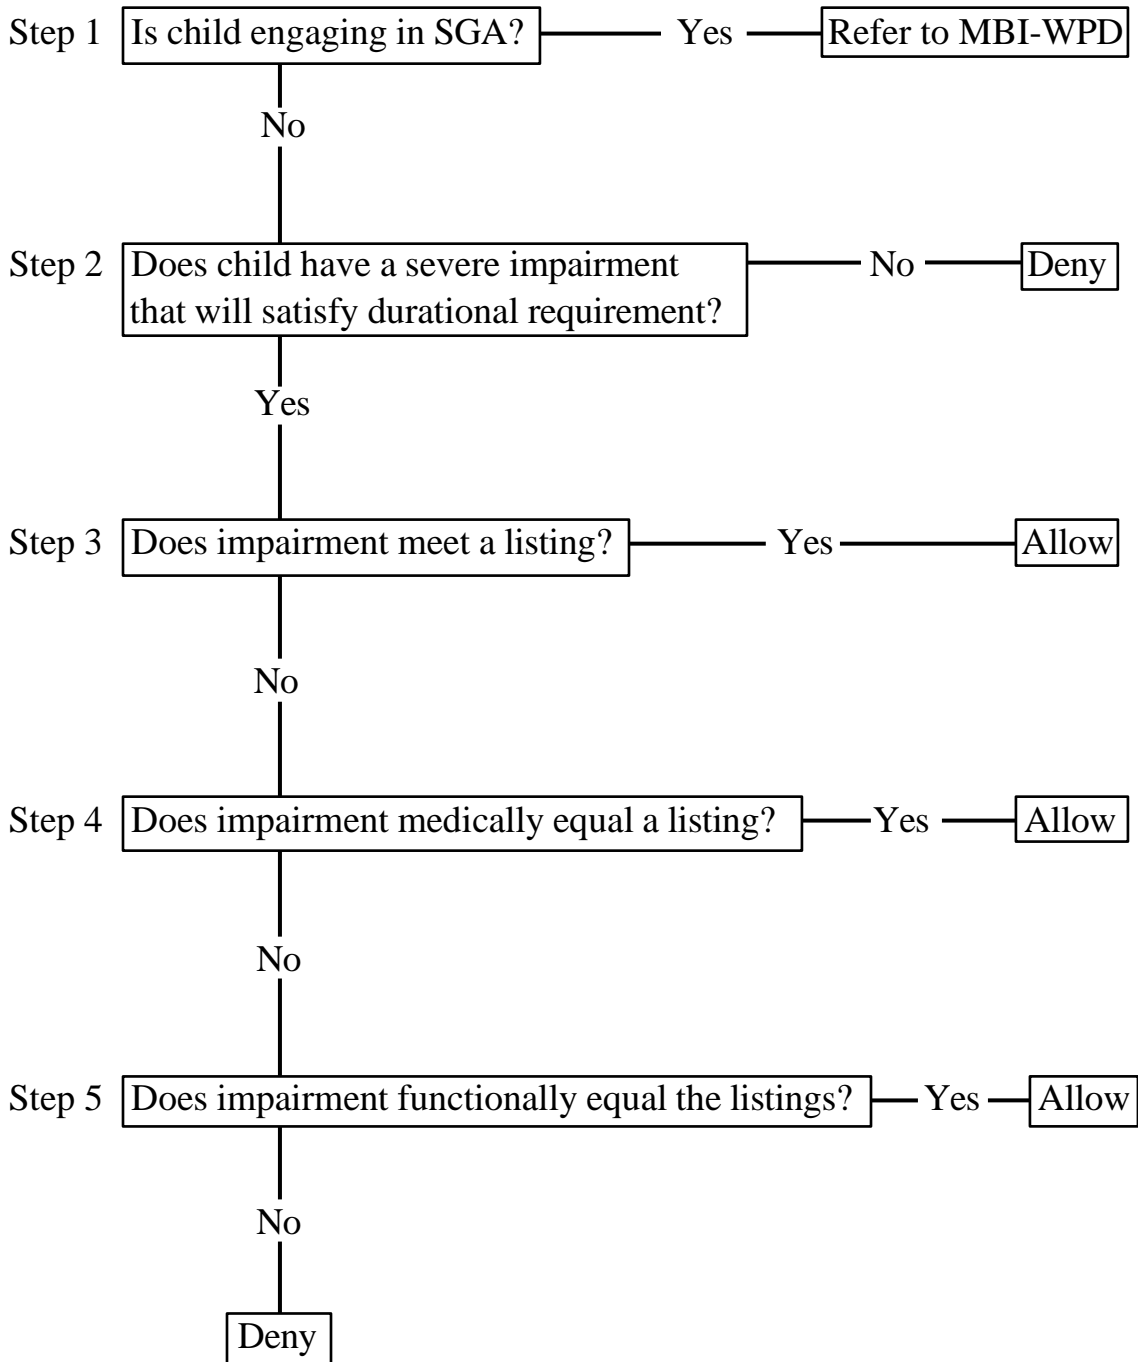 Step 1 Is child engaging in SGA? Yes Refer to MBI-WPD
No
Step 2 Does child have a severe impairment No Deny
that will satisfy durational requirement?
Yes
Step 3 Does impairment meet a listing? Yes Allow
No
Step 4 Does impairment medically equal a listing? Yes Allow
No
Step 5 Does impairment functionally equal the listings? Yes Allow
No
Deny